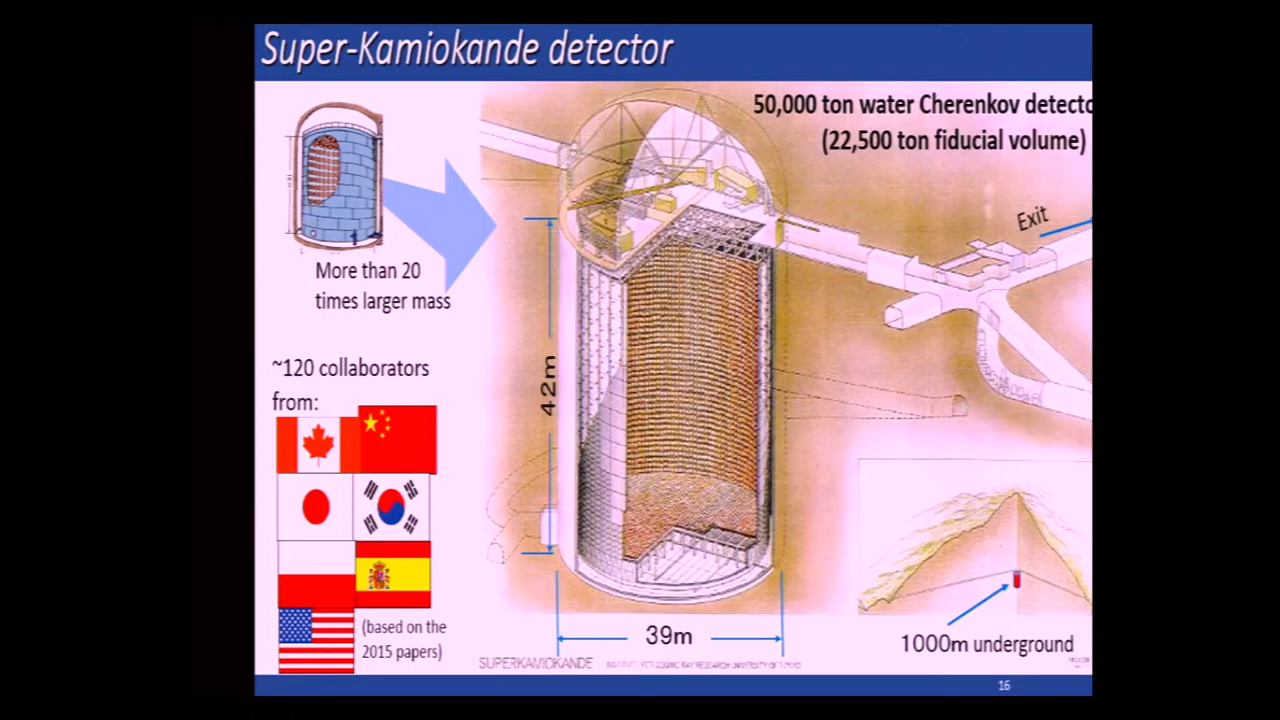 Super-Kamiokande detector
50,000 ton water Cherenkov detecto
(22,500 ton fiducial volume)
Exit
More than 20
times larger mass
~120 collaborators
from:
42m
(based on the
2015 papers)
39m
1000m underground
SUPERKAMIOKANDE
16